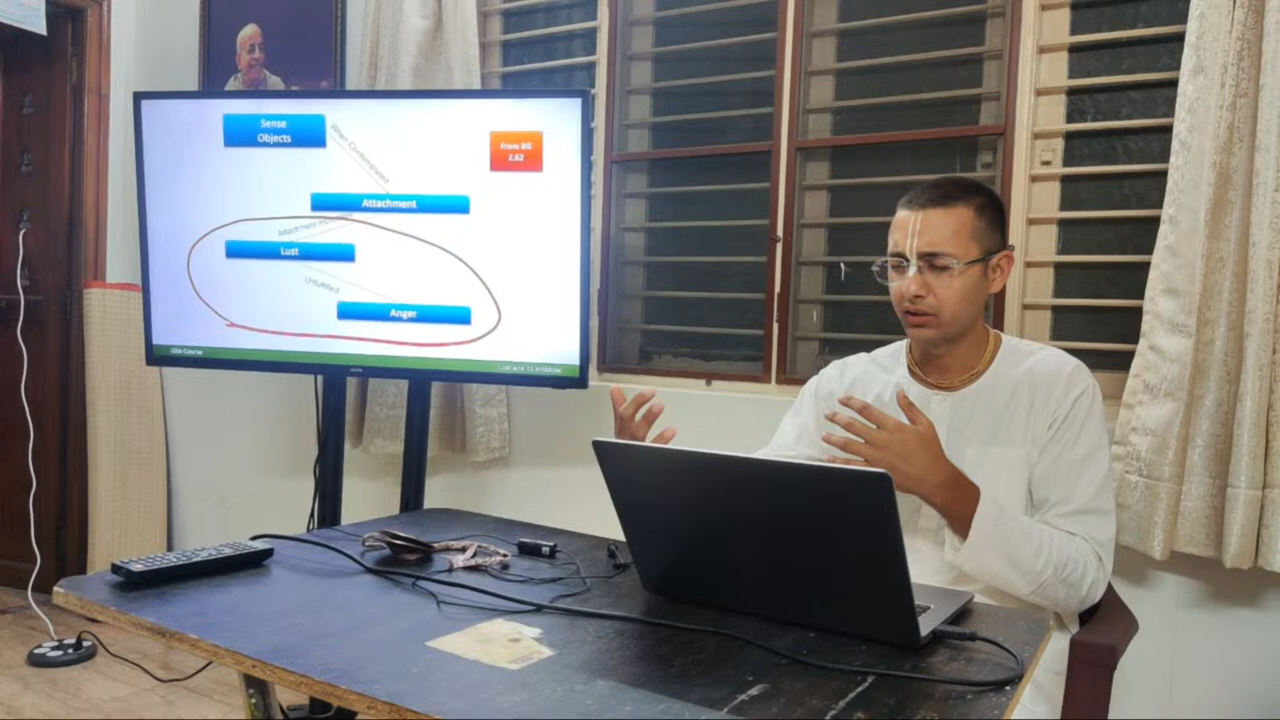 Sense
Objects
When Contemplated
From BG
2.62
Attachment
Attachment increases
Lust
Unfulfilled
Anger
Gita Course
Lust and its antidote